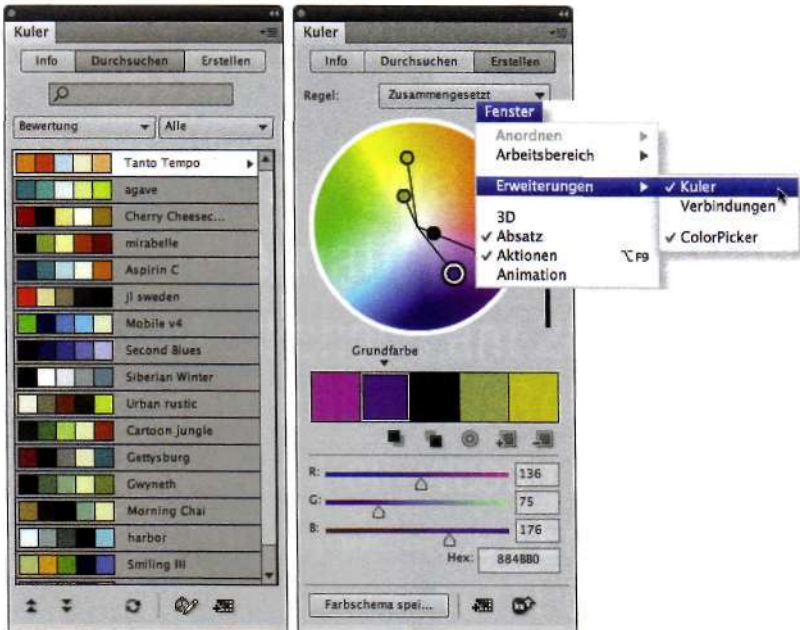 Kuler
Info Durchsuchen Erstellen
Bewertung Alle
Tanto Tempo
agave
Cherry Cheesec...
mirabelle
Aspirin C
jl sweden
Mobile v4
Second Blues
Siberian Winter
Urban rustic
Cartoon jungle
Gettysburg
Gwyneth
Morning Chai
harbor
Smiling III
Kuler
Info Durchsuchen Erstellen
Regel: Zusammengesetzt
Fenster
Anordnen
Arbeitsbereich
Erweiterungen
3D
Absatz
Aktionen ⌥F9
Animation
Kuler
Verbindungen
ColorPicker
Grundfarbe
R: 136
G: 75
B: 176
Hex: 884BB0
Farbschema spei...